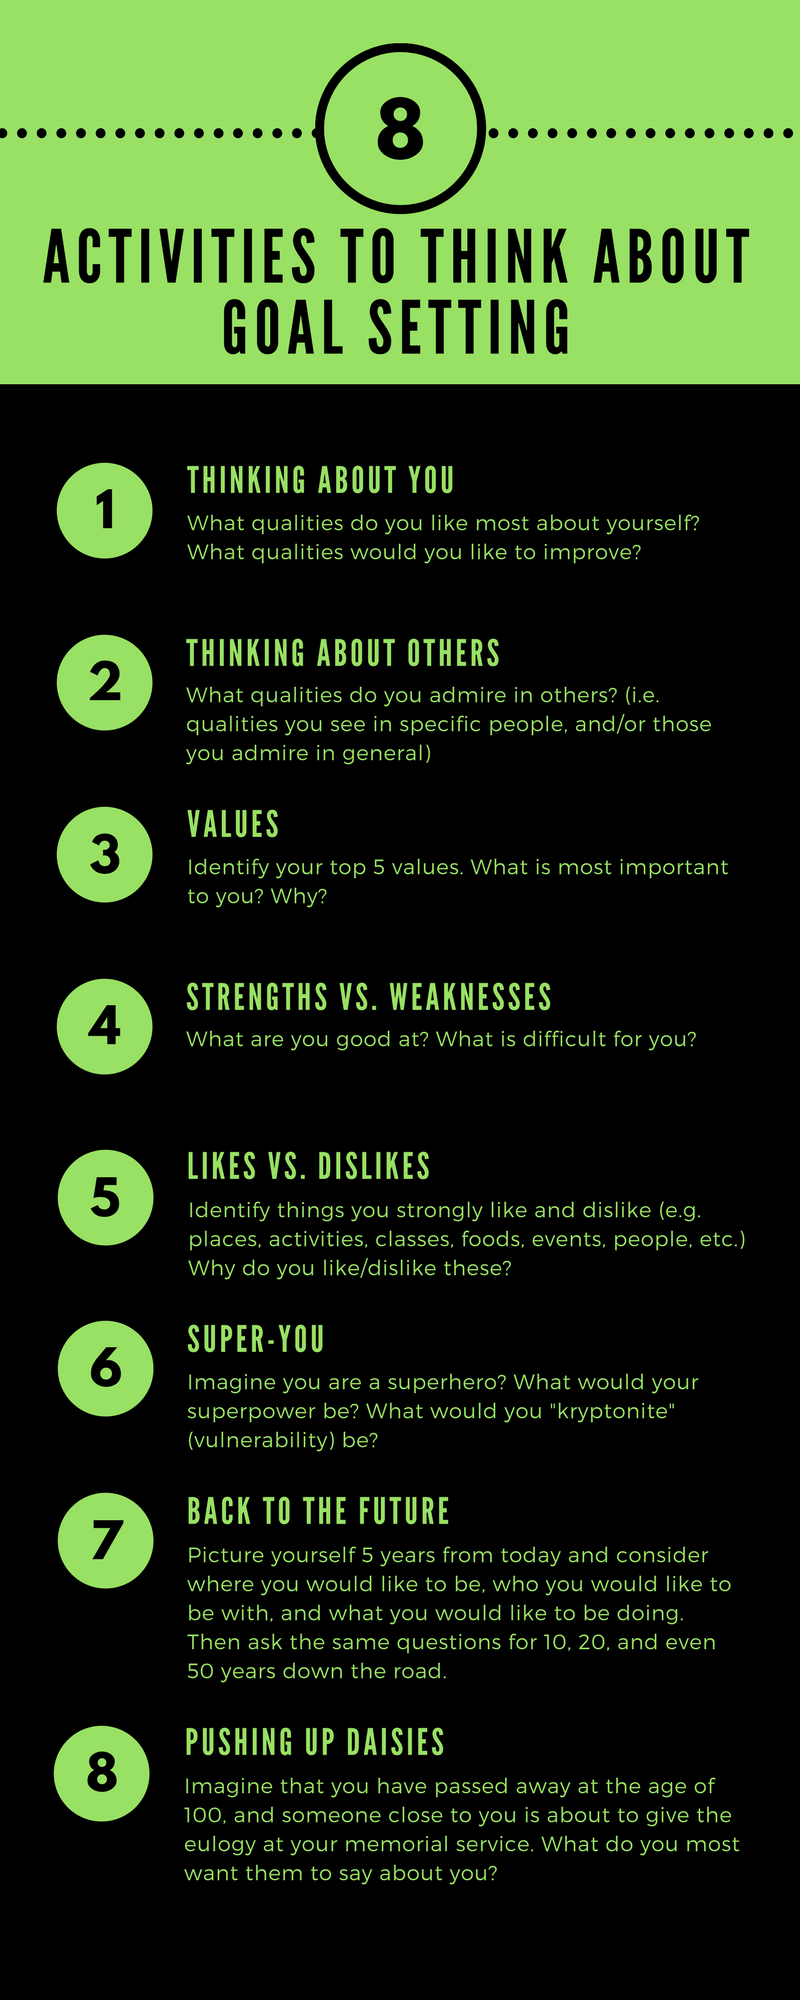 8
ACTIVITIES TO THINK ABOUT
GOAL SETTING
1
THINKING ABOUT YOU
What qualities do you like most about yourself?
What qualities would you like to improve?
2
THINKING ABOUT OTHERS
What qualities do you admire in others? (i.e.
qualities you see in specific people, and/or those
you admire in general)
3
VALUES
Identify your top 5 values. What is most important
to you? Why?
4
STRENGTHS VS. WEAKNESSES
What are you good at? What is difficult for you?
5
LIKES VS. DISLIKES
Identify things you strongly like and dislike (e.g.
places, activities, classes, foods, events, people, etc.)
Why do you like/dislike these?
6
SUPER-YOU
Imagine you are a superhero? What would your
superpower be? What would you "kryptonite"
(vulnerability) be?
7
BACK TO THE FUTURE
Picture yourself 5 years from today and consider
where you would like to be, who you would like to
be with, and what you would like to be doing.
Then ask the same questions for 10, 20, and even
50 years down the road.
8
PUSHING UP DAISIES
Imagine that you have passed away at the age of
100, and someone close to you is about to give the
eulogy at your memorial service. What do you most
want them to say about you?